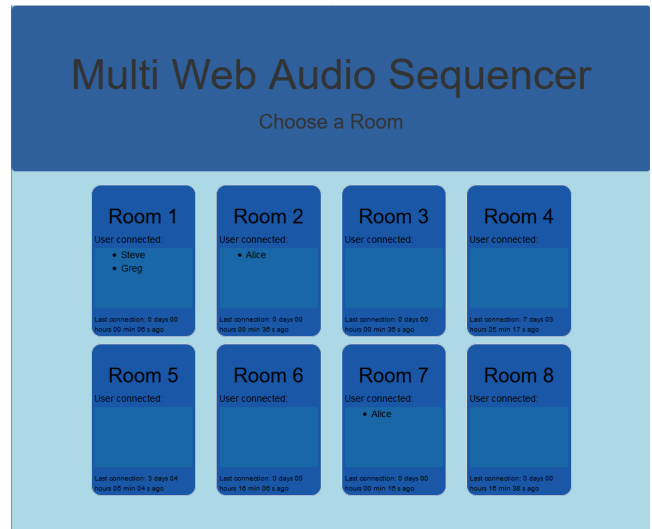 Multi Web Audio Sequencer
Choose a Room
Room 1
User connected:
Steve
Greg
Last connection: 0 days 00
hours 00 min 06 s ago
Room 2
User connected:
Alice
Last connection: 0 days 00
hours 00 min 36 s ago
Room 3
User connected:
Last connection: 0 days 00
hours 00 min 36 s ago
Room 4
User connected:
Last connection: 7 days 03
hours 26 min 17 s ago
Room 5
User connected:
Last connection: 3 days 04
hours 06 min 04 s ago
Room 6
User connected:
Last connection: 0 days 00
hours 16 min 06 s ago
Room 7
User connected:
Alice
Last connection: 0 days 00
hours 00 min 16 s ago
Room 8
User connected:
Last connection: 0 days 00
hours 16 min 38 s ago